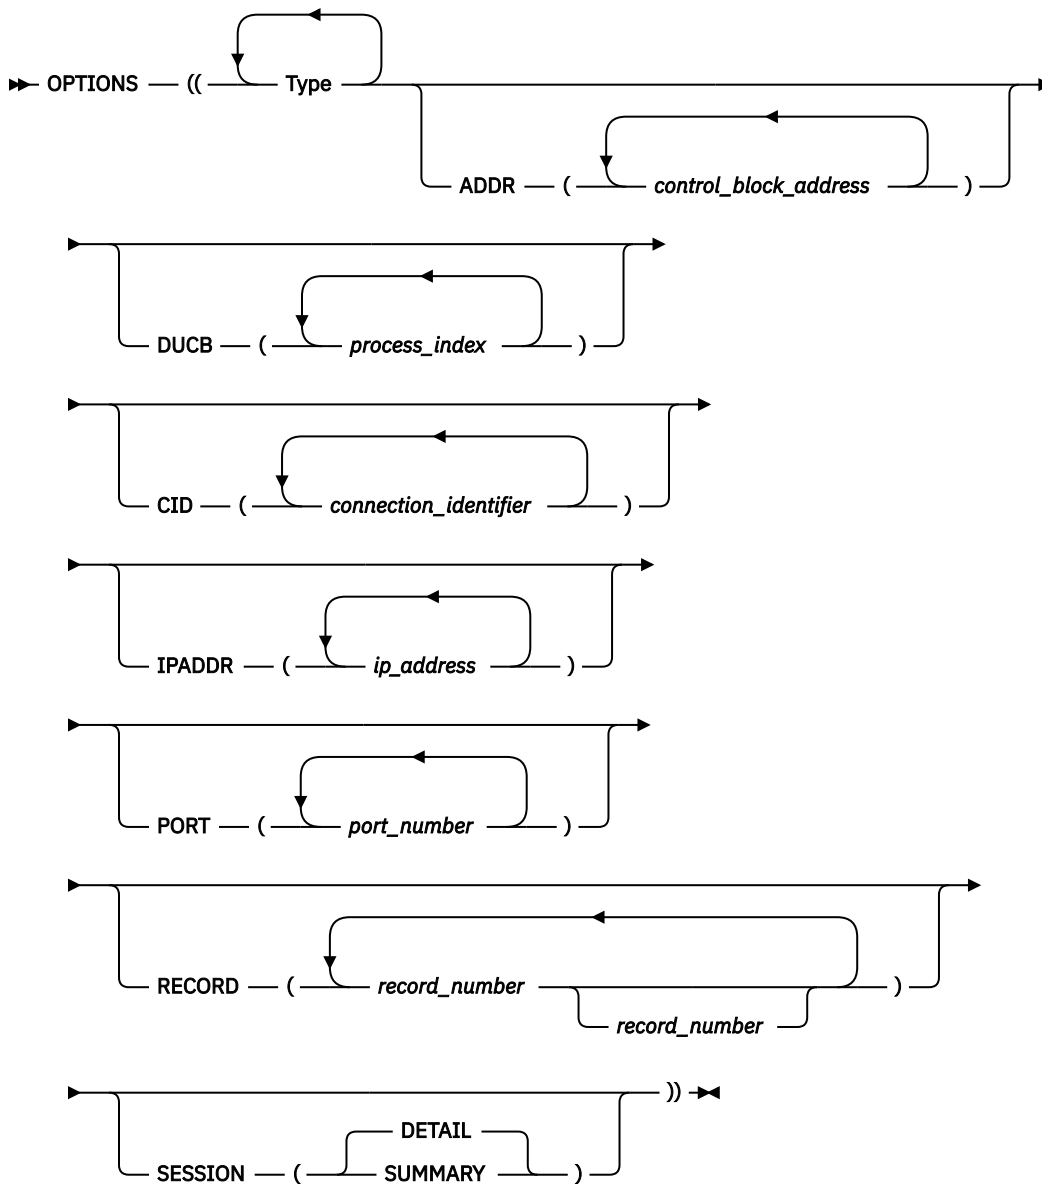 OPTIONS (( Type
ADDR ( control_block_address )
DUCB ( process_index )
CID ( connection_identifier )
IPADDR ( ip_address )
PORT ( port_number )
RECORD ( record_number )
record_number
))
DETAIL
SESSION ( SUMMARY )